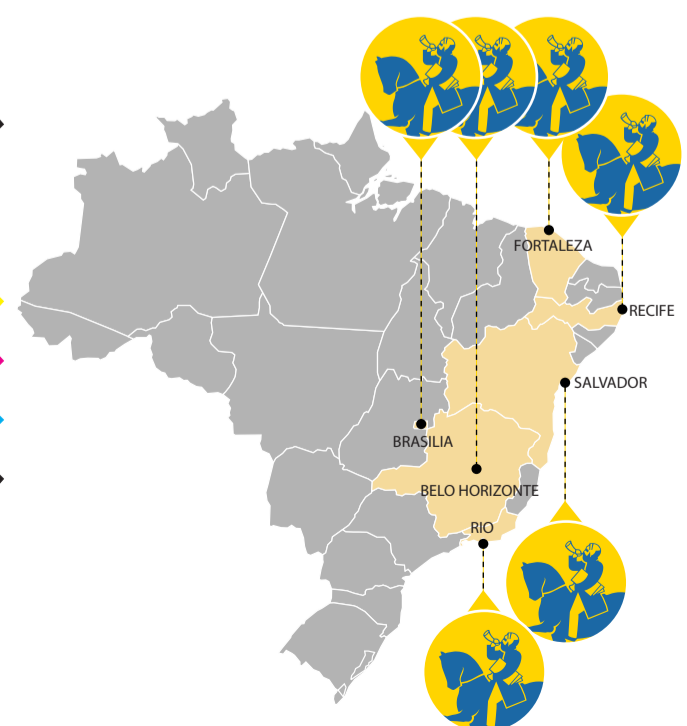 FORTALEZA
RECIFE
SALVADOR
BRASILIA
BELO HORIZONTE
RIO